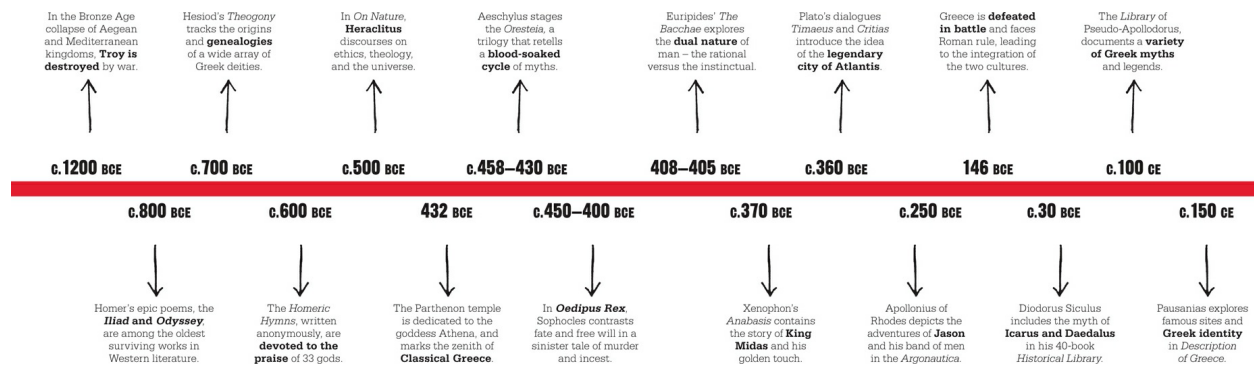 In the Bronze Age
collapse of Aegean
and Mediterranean
kingdoms, Troy is
destroyed by war.
Hesiod's Theogony
tracks the origins
and genealogies
of a wide array of
Greek deities.
In On Nature,
Heraclitus
discourses on
ethics, theology,
and the universe.
Aeschylus stages
the Oresteia, a
trilogy that retells
a blood-soaked
cycle of myths.
Euripides' The
Bacchae explores
the dual nature of
man – the rational
versus the instinctual.
Plato's dialogues
Timaeus and Critias
introduce the idea
of the legendary
city of Atlantis.
Greece is defeated
in battle and faces
Roman rule, leading
to the integration of
the two cultures.
The Library of
Pseudo-Apollodorus,
documents a variety
of Greek myths
and legends.
c.1200 BCE
c.700 BCE
c.500 BCE
c.458–430 BCE
408–405 BCE
c.360 BCE
146 BCE
c.100 CE
c.800 BCE
c.600 BCE
432 BCE
c.450–400 BCE
c.370 BCE
c.250 BCE
c.30 BCE
c.150 CE
Homer's epic poems, the
Iliad and Odyssey,
are among the oldest
surviving works in
Western literature.
The Homeric
Hymns, written
anonymously, are
devoted to the
praise of 33 gods.
The Parthenon temple
is dedicated to the
goddess Athena, and
marks the zenith of
Classical Greece.
In Oedipus Rex,
Sophocles contrasts
fate and free will in a
sinister tale of murder
and incest.
Xenophon's
Anabasis contains
the story of King
Midas and his
golden touch.
Apollonius of
Rhodes depicts the
adventures of Jason
and his band of men
in the Argonautica.
Diodorus Siculus
includes the myth of
Icarus and Daedalus
in his 40-book
Historical Library.
Pausanias explores
famous sites and
Greek identity
in Description
of Greece.